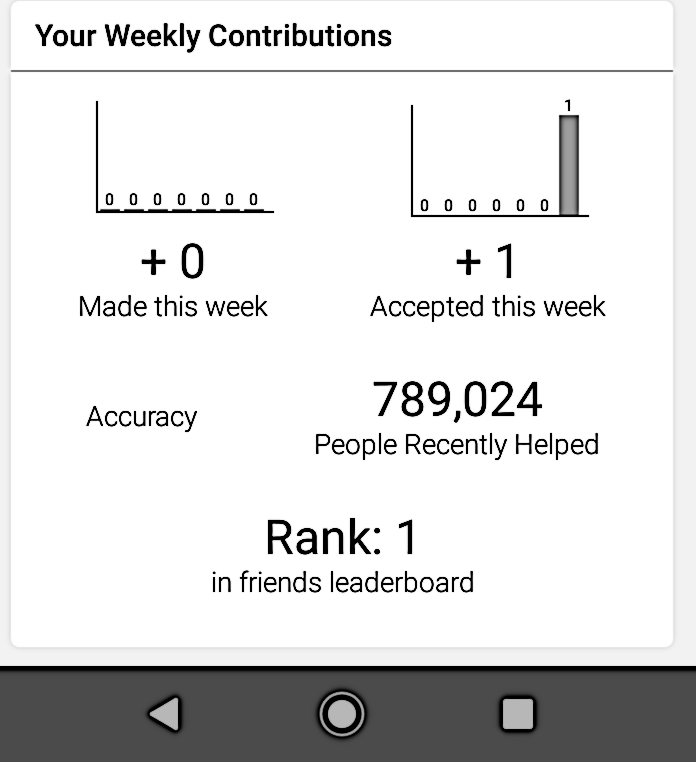 Your Weekly Contributions
0 0 0 0 0 0 0
1
0 0 0 0 0 0
+ 0
Made this week
+ 1
Accepted this week
Accuracy
789,024
People Recently Helped
Rank: 1
in friends leaderboard